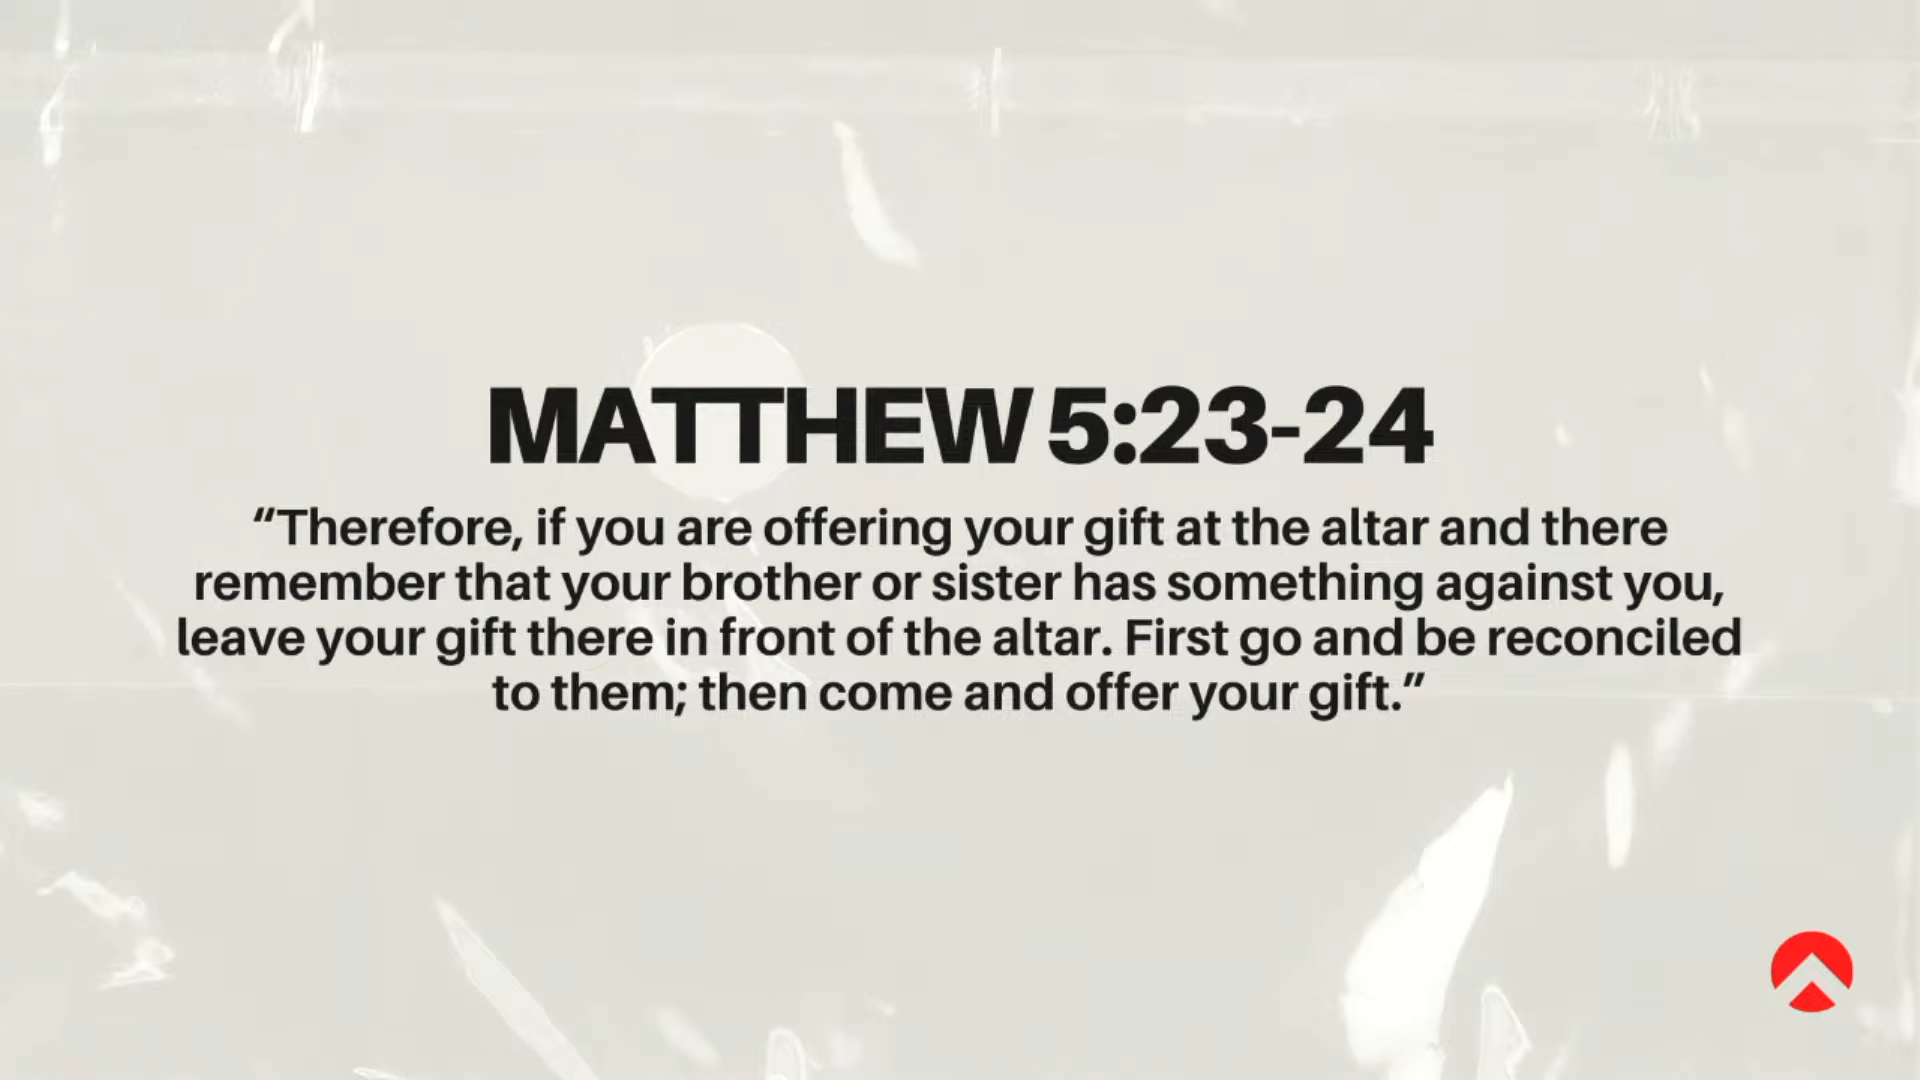 MATTHEW 5:23-24
“Therefore, if you are offering your gift at the altar and there
remember that your brother or sister has something against you,
leave your gift there in front of the altar. First go and be reconciled
to them; then come and offer your gift.”